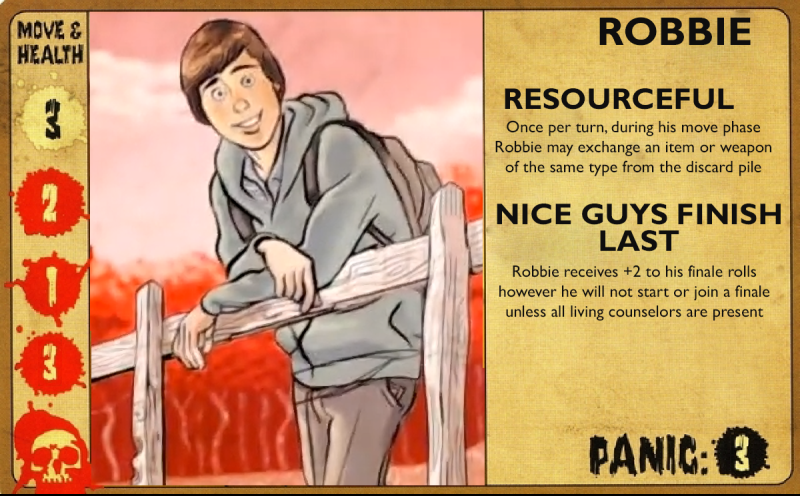 MOVE &
HEALTH
3
2
1
3
ROBBIE
RESOURCEFUL
Once per turn, during his move phase
Robbie may exchange an item or weapon
of the same type from the discard pile
NICE GUYS FINISH
LAST
Robbie receives +2 to his finale rolls
however he will not start or join a finale
unless all living counselors are present
PANIC: 3